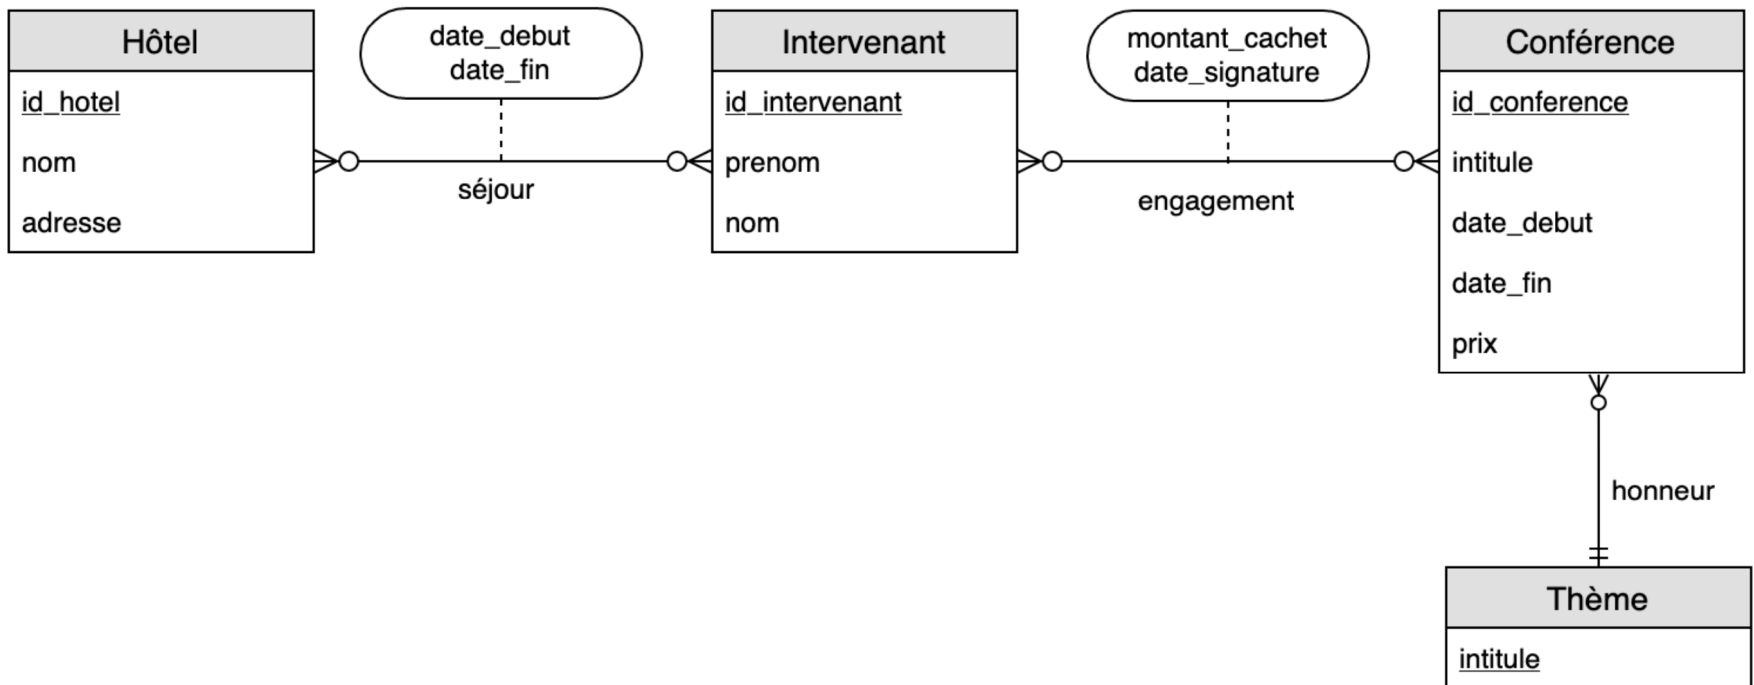 Hôtel
id_hotel
nom
adresse
date_debut
date_fin
séjour
Intervenant
id_intervenant
prenom
nom
montant_cachet
date_signature
engagement
Conférence
id_conference
intitule
date_debut
date_fin
prix
honneur
Thème
intitule